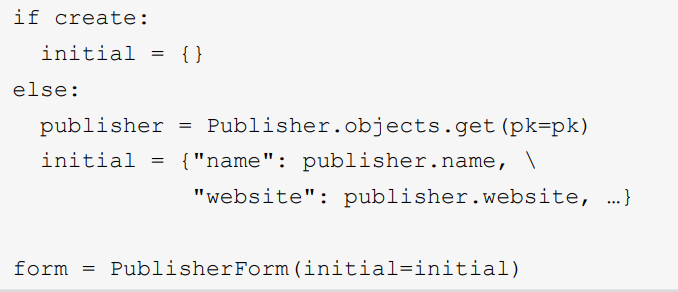 if create:
  initial = {}
else:
  publisher = Publisher.objects.get(pk=pk)
  initial = {"name": publisher.name, \
             "website": publisher.website, …}

form = PublisherForm(initial=initial)